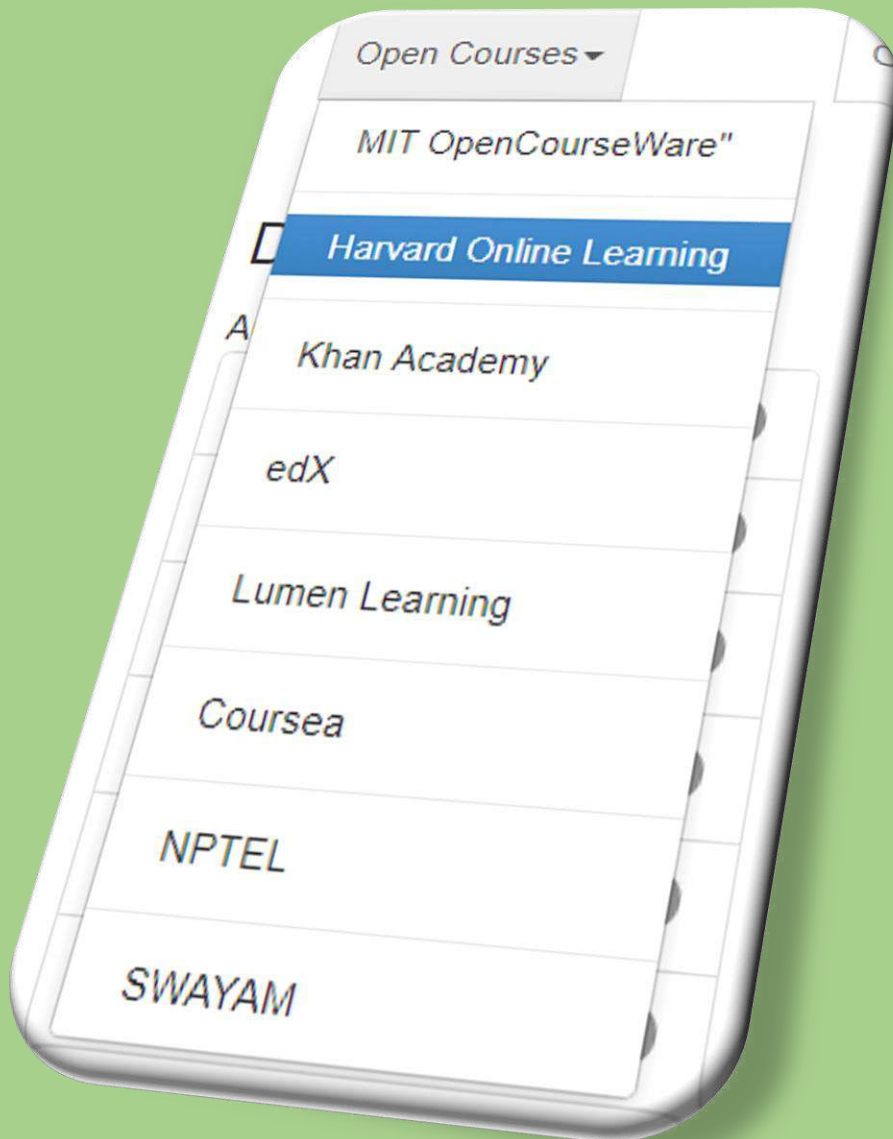 Open Courses
MIT OpenCourseWare"
Harvard Online Learning
Khan Academy
edX
Lumen Learning
Coursea
NPTEL
SWAYAM